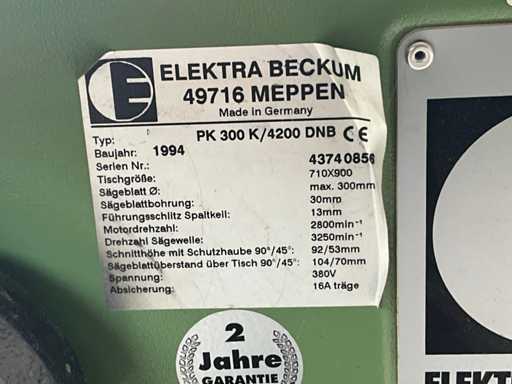 E
ELEKTRA BECKUM
49716 MEPPEN
Made in Germany
Typ: PK 300 K/4200 DNB CE
Baujahr: 1994
Serien Nr.: 43740856
Tischgröße: 710X900
Sägeblatt Ø: max. 300mm
Sägeblattbohrung: 30mm
Führungsschlitz Spaltkeil: 13mm
Motordrehzahl: 2800min⁻¹
Drehzahl Sägewelle: 3250min⁻¹
Schnitthöhe mit Schutzhaube 90°/45°: 92/53mm
Sägeblattüberstand über Tisch 90°/45°: 104/70mm
Spannung: 380V
Absicherung: 16A träge
2
Jahre
GARANTIE
ELEKT